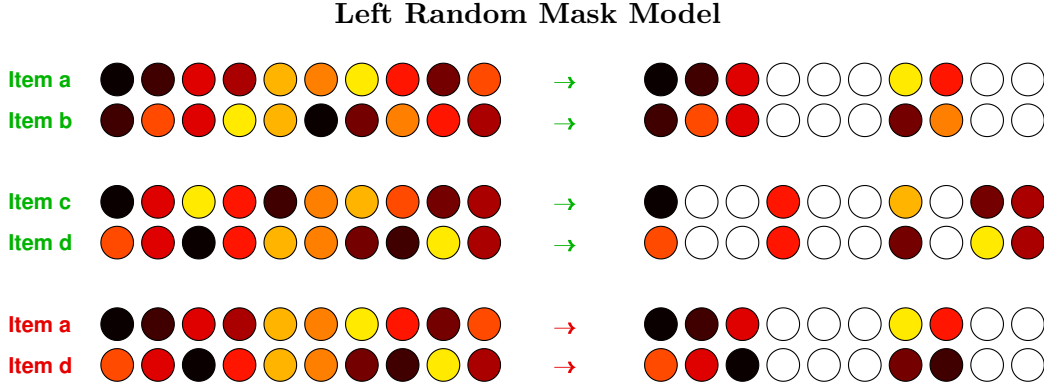 Left Random Mask Model
Item a →
Item b →
Item c →
Item d →
Item a →
Item d →